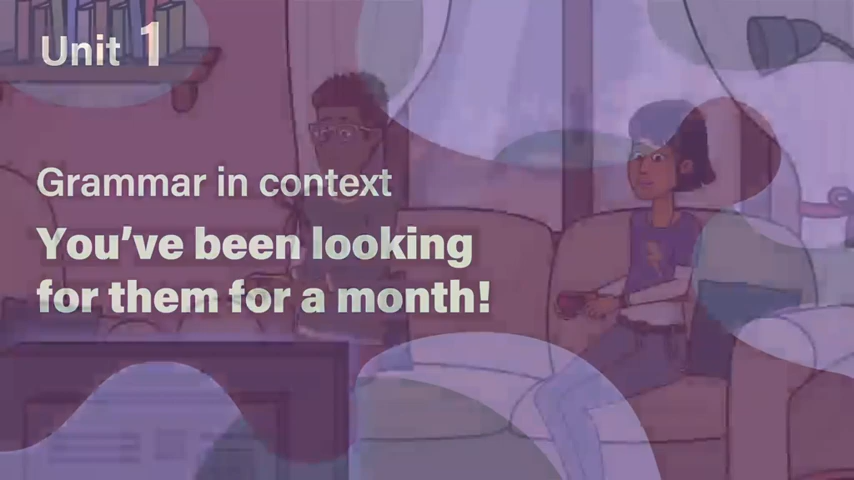 Unit 1
Grammar in context
You've been looking
for them for a month!